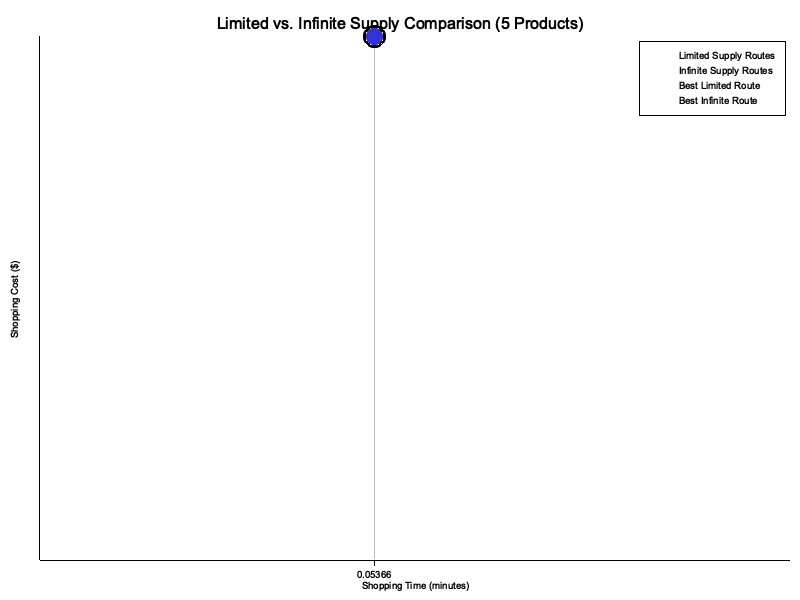 Limited vs. Infinite Supply Comparison (5 Products)
Limited Supply Routes
Infinite Supply Routes
Best Limited Route
Best Infinite Route
Shopping Cost ($)
0.05366
Shopping Time (minutes)